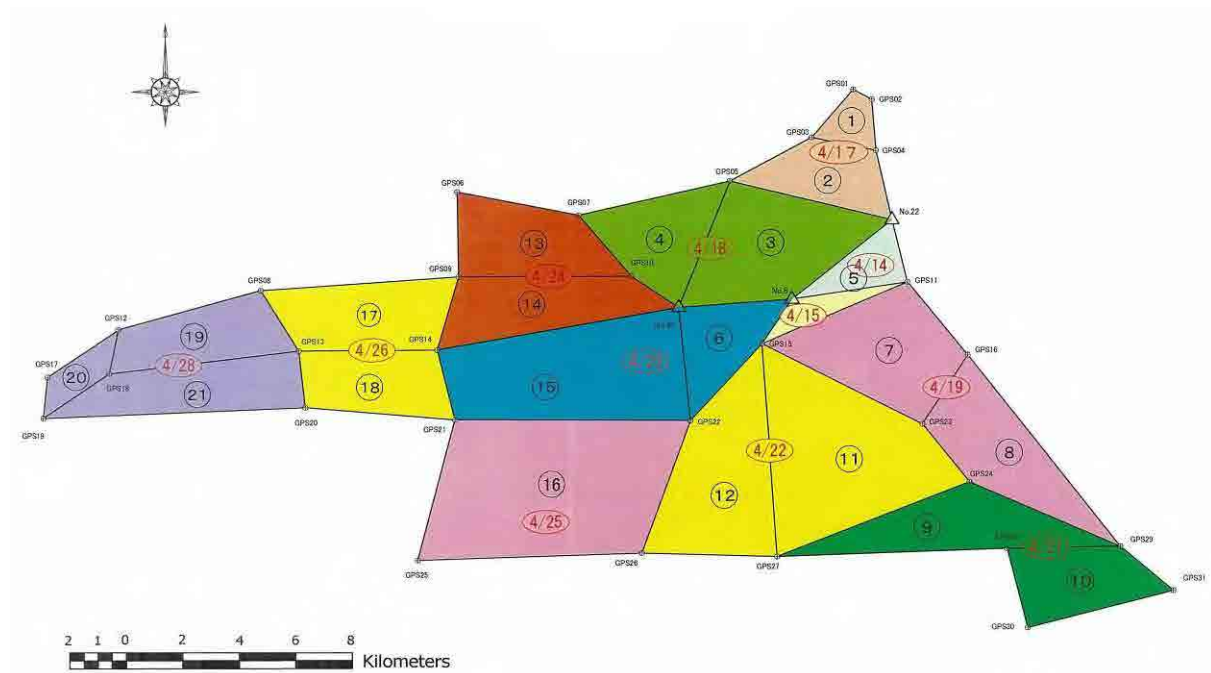 GPS01
GPS02
GPS03
GPS04
①
4/17
②
GPS05
No.22
GPS06
GPS07
④
③
4/18
4/14
⑤
⑬
GPS09
GPS10
4/24
⑭
GPS11
No.9
4/15
GPS08
⑰
GPS12
⑲
GPS13
4/26
GPS14
⑥
GPS15
⑦
GPS16
GPS17
⑳
4/28
GPS18
㉑
⑱
⑮
4/19
GPS19
GPS20
GPS21
GPS22
GPS23
⑧
4/22
⑪
⑫
⑯
4/25
GPS24
⑨
GPS25
GPS26
GPS27
GPS29
⑩
GPS31
GPS30
2 1 0 2 4 6 8
Kilometers